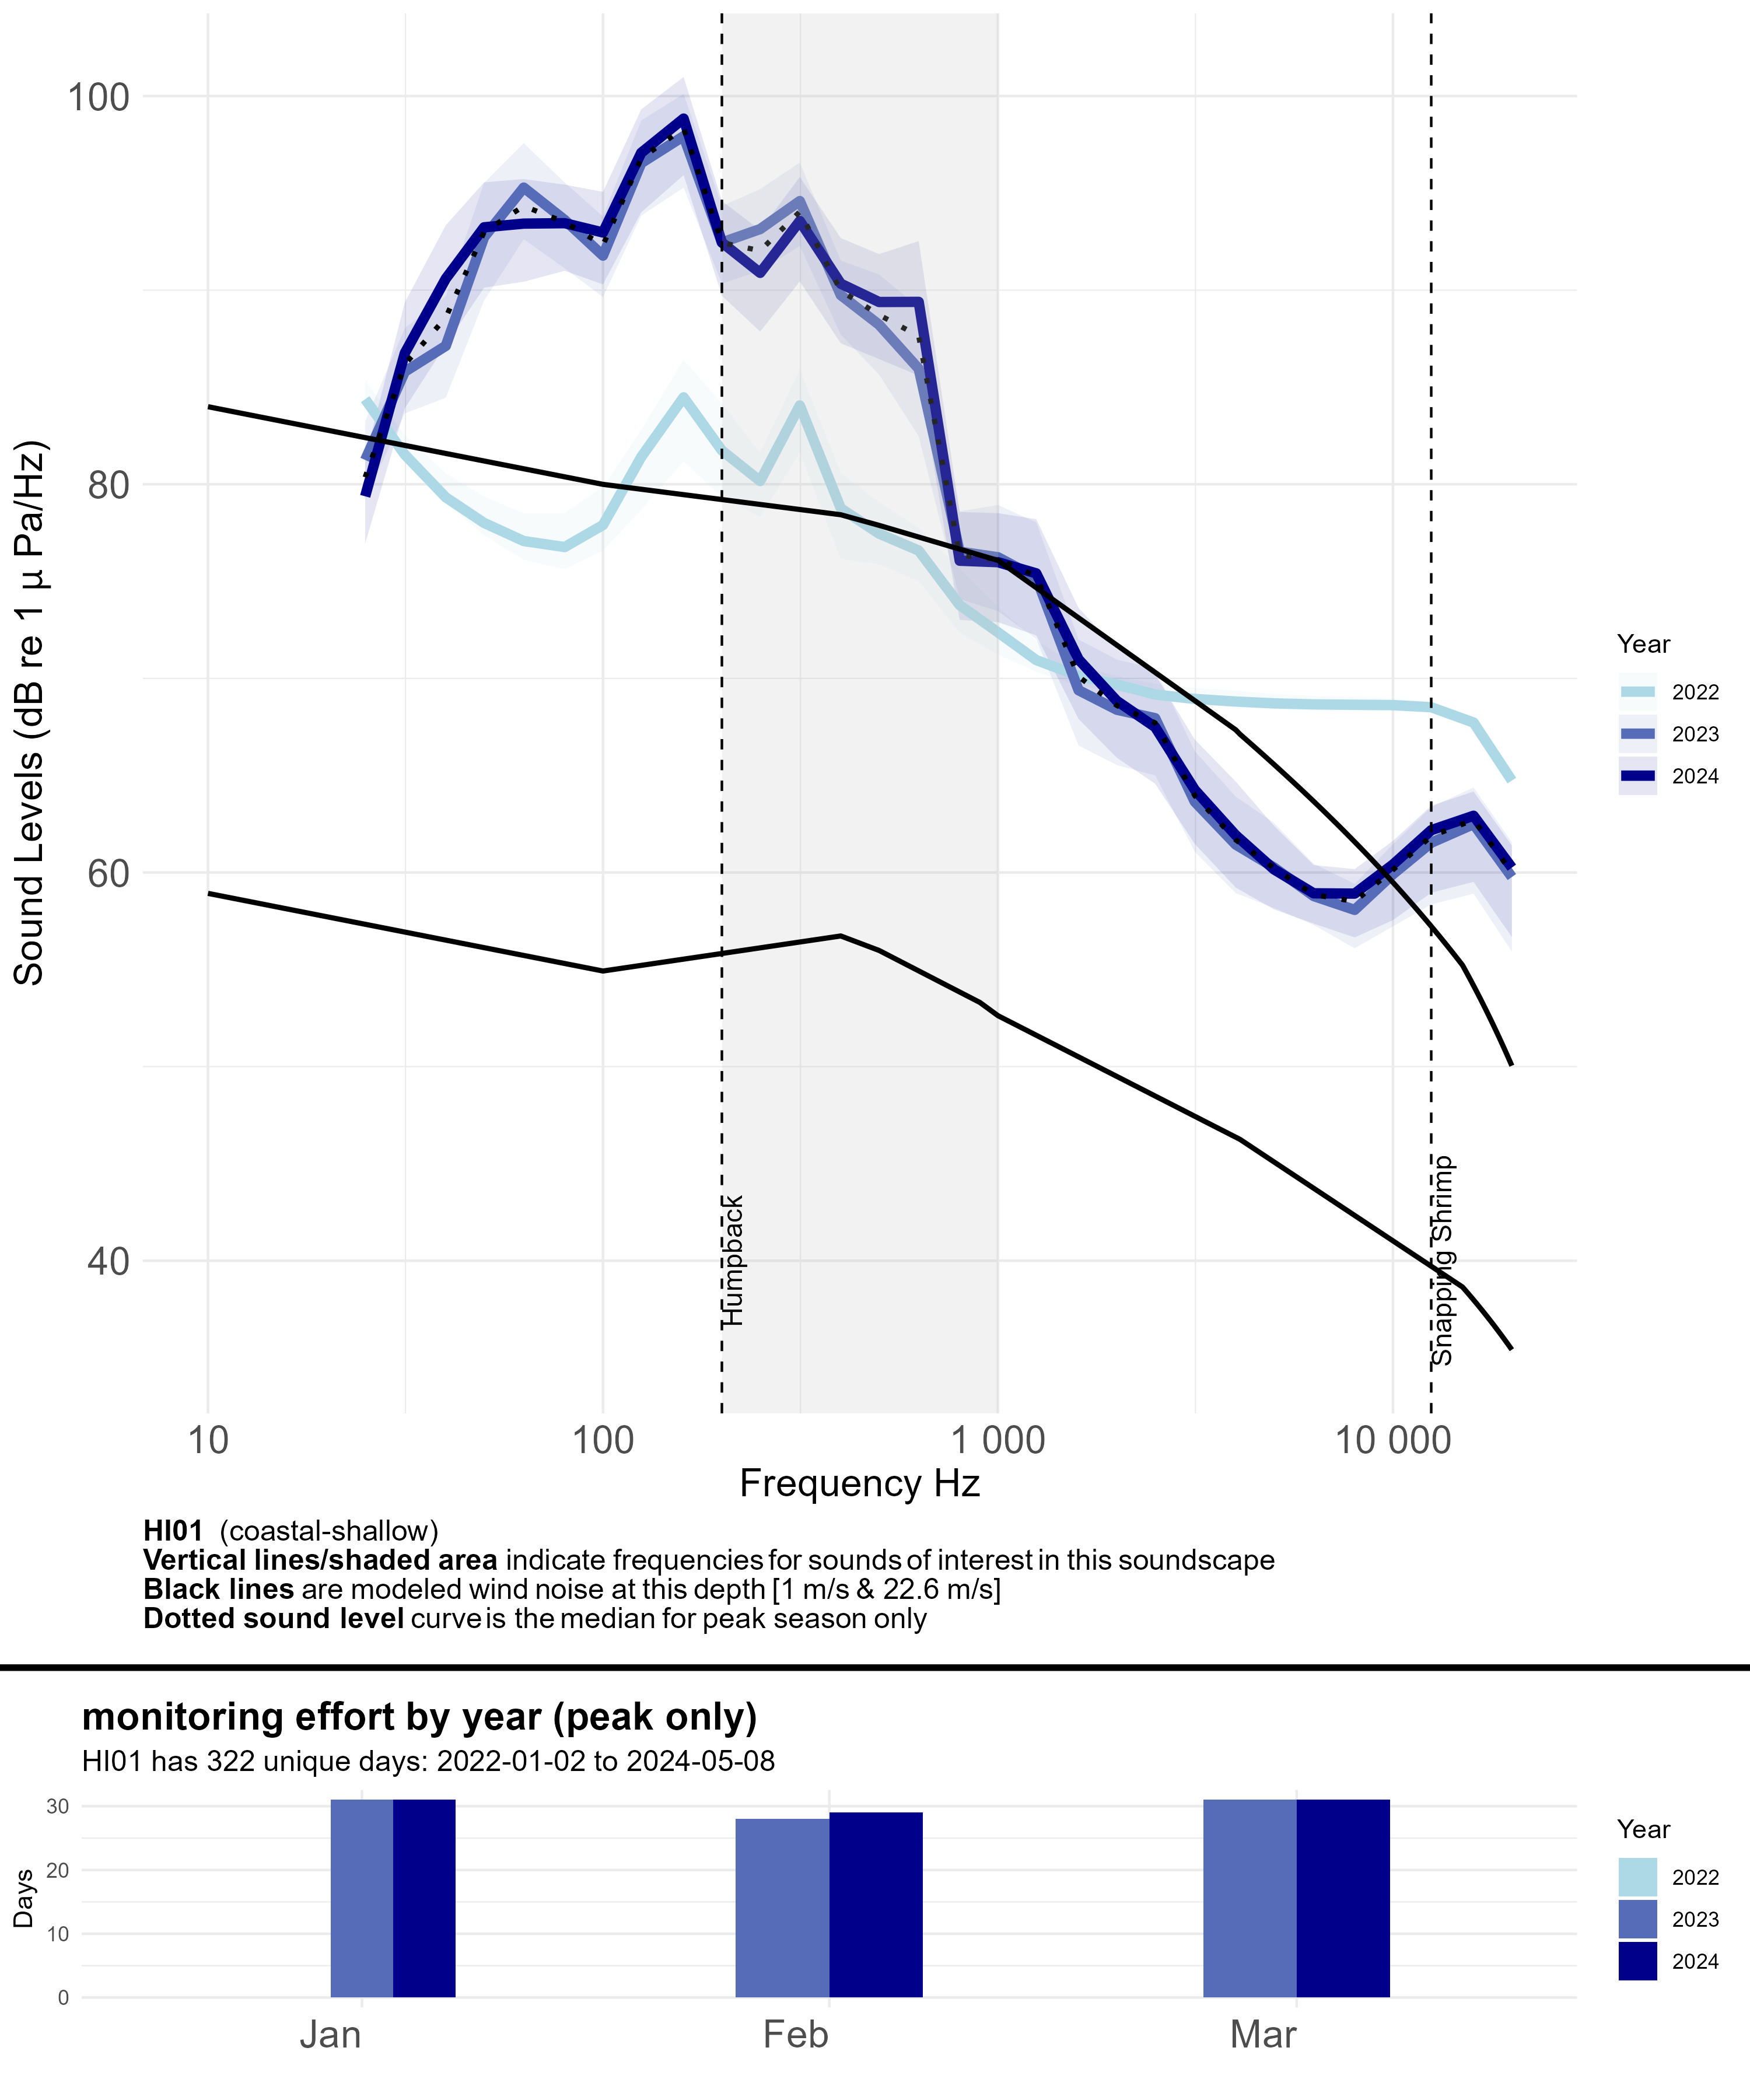 100
80
60
40
Sound Levels (dB re 1 µ Pa/Hz)
Humpback
Snapping Shrimp
10
100
1 000
10 000
Frequency Hz
Year
2022
2023
2024
HI01 (coastal-shallow)
Vertical lines/shaded area indicate frequencies for sounds of interest in this soundscape
Black lines are modeled wind noise at this depth [1 m/s & 22.6 m/s]
Dotted sound level curve is the median for peak season only
monitoring effort by year (peak only)
HI01 has 322 unique days: 2022-01-02 to 2024-05-08
30
20
10
0
Days
Jan
Feb
Mar
Year
2022
2023
2024